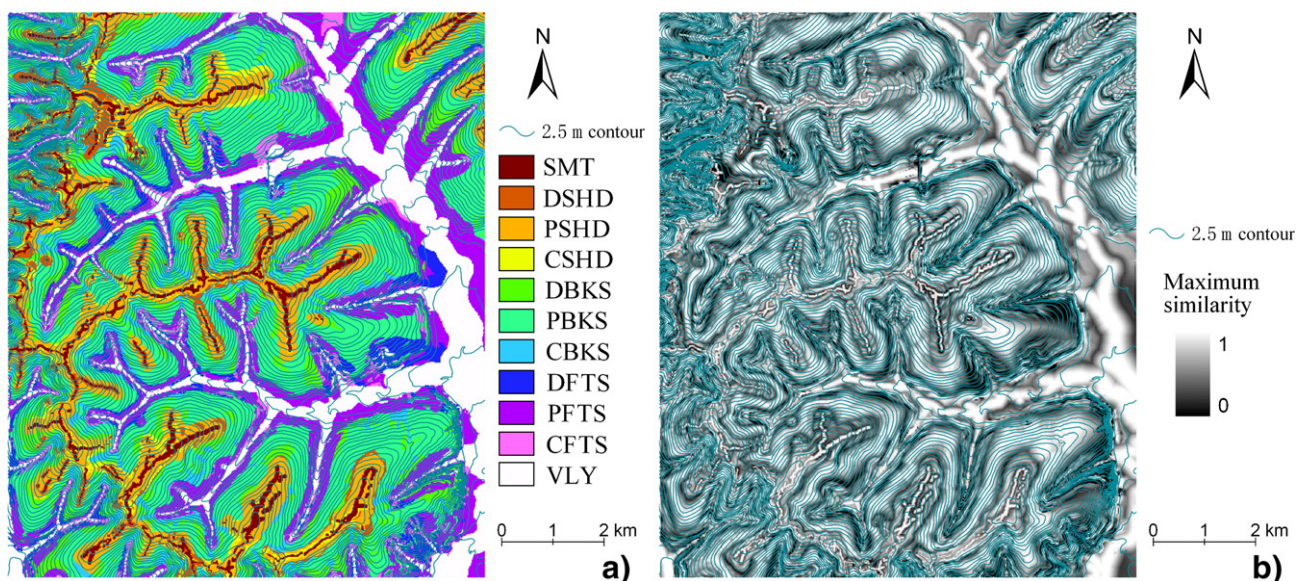 N
2.5 m contour
SMT
DSHD
PSHD
CSHD
DBKS
PBKS
CBKS
DFTS
PFTS
CFTS
VLY
0 1 2 km
a)
N
2.5 m contour
Maximum
similarity
1
0
0 1 2 km
b)